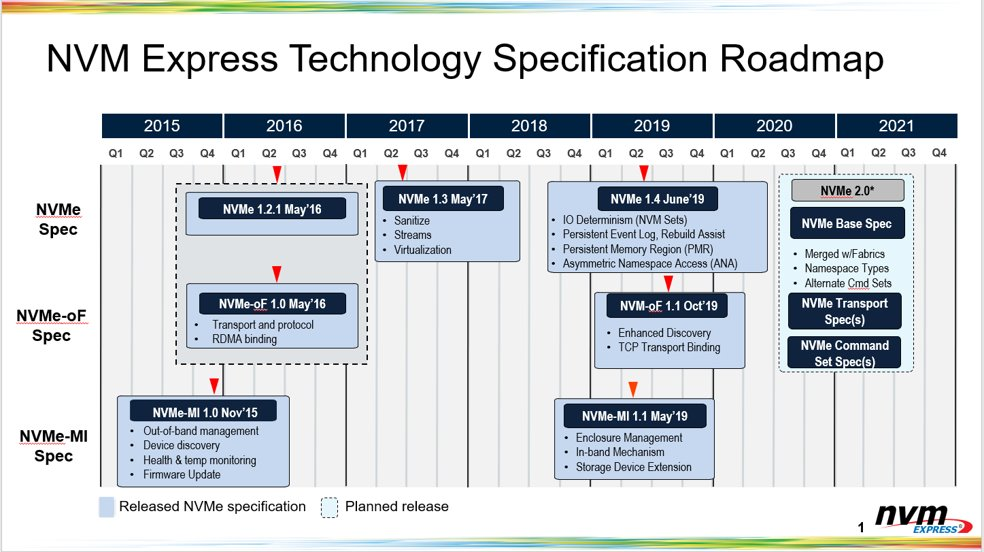 NVM Express Technology Specification Roadmap
2015 2016 2017 2018 2019 2020 2021
Q1 Q2 Q3 Q4 Q1 Q2 Q3 Q4 Q1 Q2 Q3 Q4 Q1 Q2 Q3 Q4 Q1 Q2 Q3 Q4 Q1 Q2 Q3 Q4 Q1 Q2 Q3 Q4
NVMe
Spec
NVMe 1.2.1 May’16
NVMe 1.3 May’17
• Sanitize
• Streams
• Virtualization
NVMe 1.4 June’19
• IO Determinism (NVM Sets)
• Persistent Event Log, Rebuild Assist
• Persistent Memory Region (PMR)
• Asymmetric Namespace Access (ANA)
NVMe 2.0*
NVMe Base Spec
• Merged w/Fabrics
• Namespace Types
• Alternate Cmd Sets
NVMe Transport
Spec(s)
NVMe Command
Set Spec(s)
NVMe-oF
Spec
NVMe-oF 1.0 May’16
• Transport and protocol
• RDMA binding
NVM-oF 1.1 Oct’19
• Enhanced Discovery
• TCP Transport Binding
NVMe-MI
Spec
NVMe-MI 1.0 Nov’15
• Out-of-band management
• Device discovery
• Health & temp monitoring
• Firmware Update
NVMe-MI 1.1 May’19
• Enclosure Management
• In-band Mechanism
• Storage Device Extension
Released NVMe specification
Planned release
1
nvm
EXPRESS®